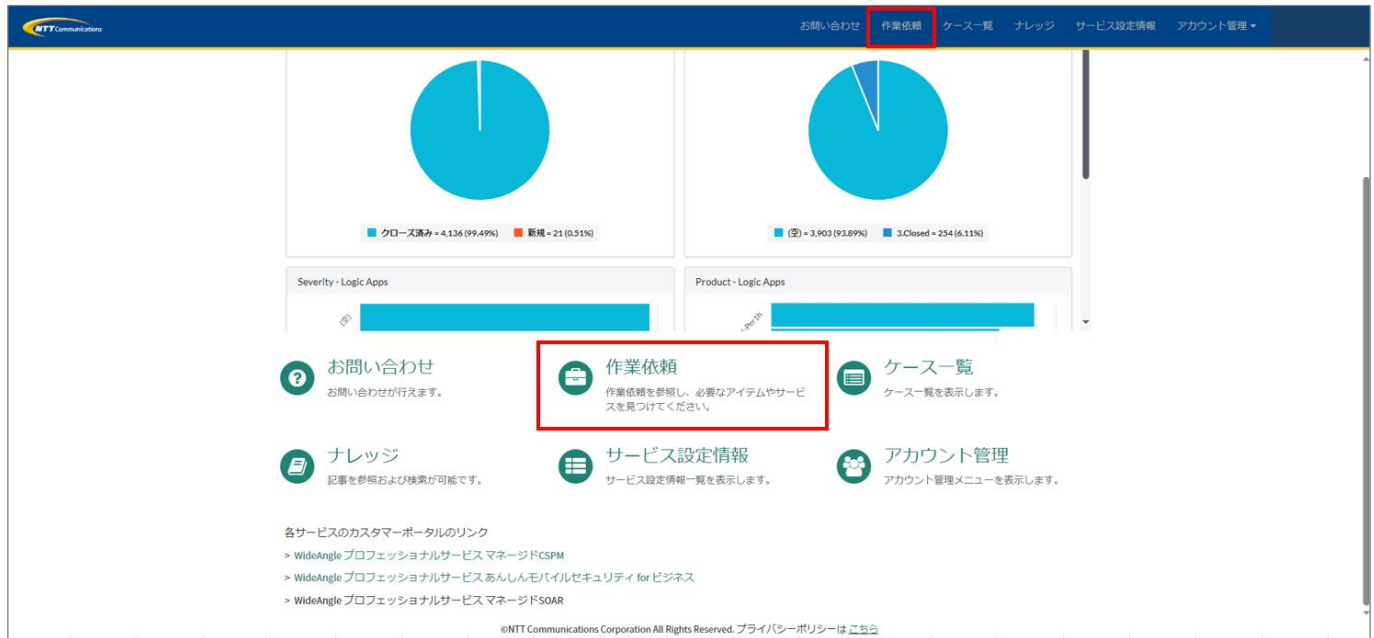 NTT Communications
お問い合わせ 作業依頼 ケース一覧 ナレッジ サービス設定情報 アカウント管理
クローズ済み = 4,136 (99.49%) 新規 = 21 (0.51%)
(空) = 3,903 (93.89%) 3.Closed = 254 (6.11%)
Severity - Logic Apps
Product - Logic Apps
(空)
-Per1h
お問い合わせ
お問い合わせが行えます。
作業依頼
作業依頼を参照し、必要なアイテムやサービ
スを見つけてください。
ケース一覧
ケース一覧を表示します。
ナレッジ
記事を参照および検索が可能です。
サービス設定情報
サービス設定情報一覧を表示します。
アカウント管理
アカウント管理メニューを表示します。
各サービスのカスタマーポータルのリンク
> WideAngle プロフェッショナルサービス マネージドCSPM
> WideAngle プロフェッショナルサービス あんしんモバイルセキュリティ for ビジネス
> WideAngle プロフェッショナルサービス マネージドSOAR
©NTT Communications Corporation All Rights Reserved. プライバシーポリシーは こちら